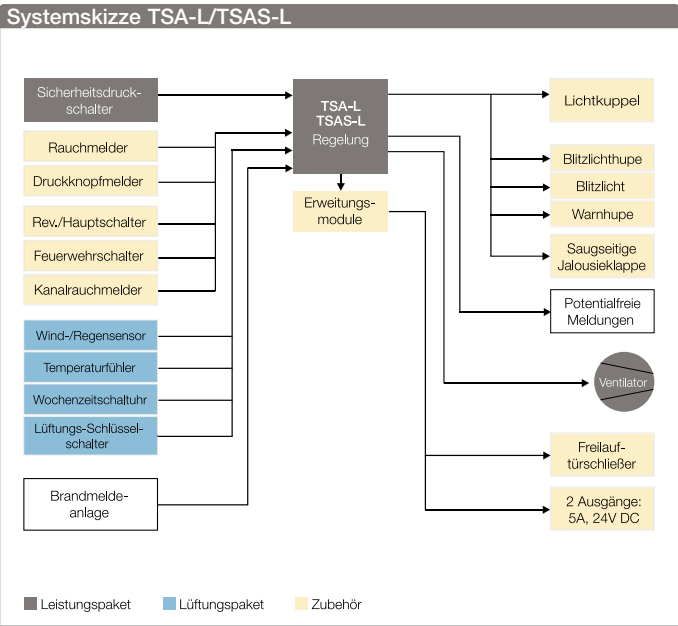 Systemskizze TSA-L/TSAS-L
Sicherheitsdruck-
schalter
Rauchmelder
Druckknopfmelder
Rev./Hauptschalter
Feuerwehrschalter
Kanalrauchmelder
Wind-/Regensensor
Temperaturfühler
Wochenzeitschaltuhr
Lüftungs-Schlüssel-
schalter
Brandmelde-
anlage
TSA-L
TSAS-L
Regelung
Erweitungs-
module
Lichtkuppel
Blitzlichthupe
Blitzlicht
Warnhupe
Saugseitige
Jalousieklappe
Potentialfreie
Meldungen
Ventilator
Freilauf-
türschließer
2 Ausgänge:
5A, 24V DC
Leistungspaket
Lüftungspaket
Zubehör